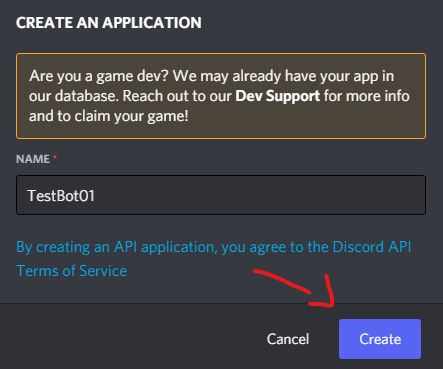 CREATE AN APPLICATION
Are you a game dev? We may already have your app in
our database. Reach out to our Dev Support for more info
and to claim your game!
NAME *
TestBot01
By creating an API application, you agree to the Discord API
Terms of Service
Cancel
Create